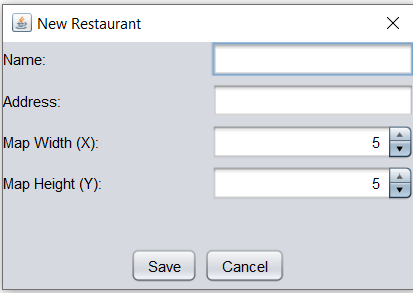 New Restaurant
Name:
Address:
Map Width (X): 5
Map Height (Y): 5
Save Cancel